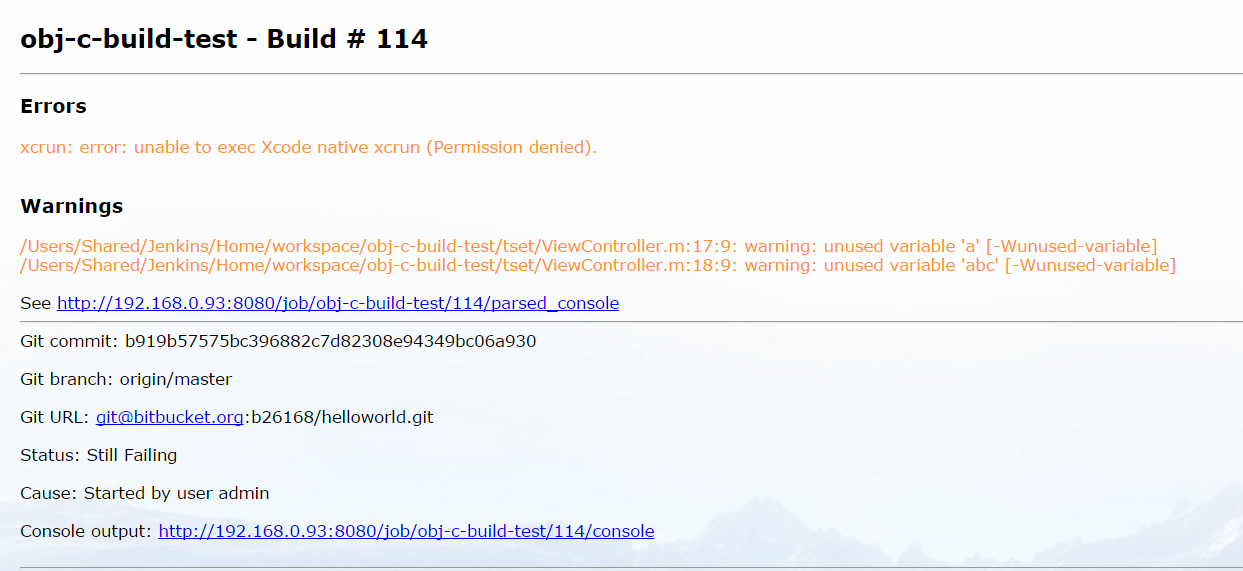 obj-c-build-test - Build # 114
Errors
xcrun: error: unable to exec Xcode native xcrun (Permission denied).
Warnings
/Users/Shared/Jenkins/Home/workspace/obj-c-build-test/tset/ViewController.m:17:9: warning: unused variable 'a' [-Wunused-variable]
/Users/Shared/Jenkins/Home/workspace/obj-c-build-test/tset/ViewController.m:18:9: warning: unused variable 'abc' [-Wunused-variable]
See http://192.168.0.93:8080/job/obj-c-build-test/114/parsed_console
Git commit: b919b57575bc396882c7d82308e94349bc06a930
Git branch: origin/master
Git URL: git@bitbucket.org:b26168/helloworld.git
Status: Still Failing
Cause: Started by user admin
Console output: http://192.168.0.93:8080/job/obj-c-build-test/114/console